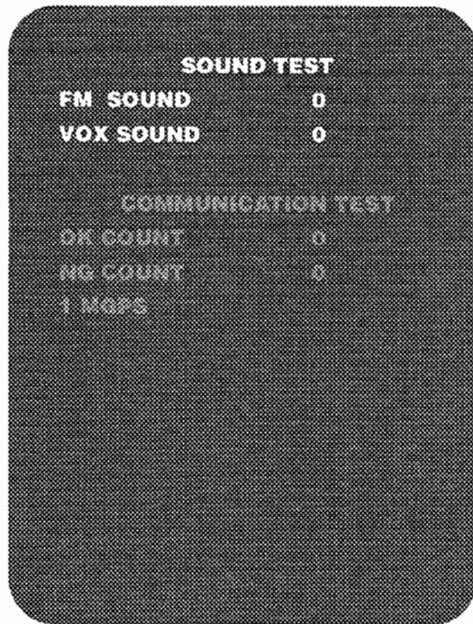 SOUND TEST
FM SOUND 0
VOX SOUND 0
COMMUNICATION TEST
OK COUNT 0
NG COUNT 0
1 MGPS